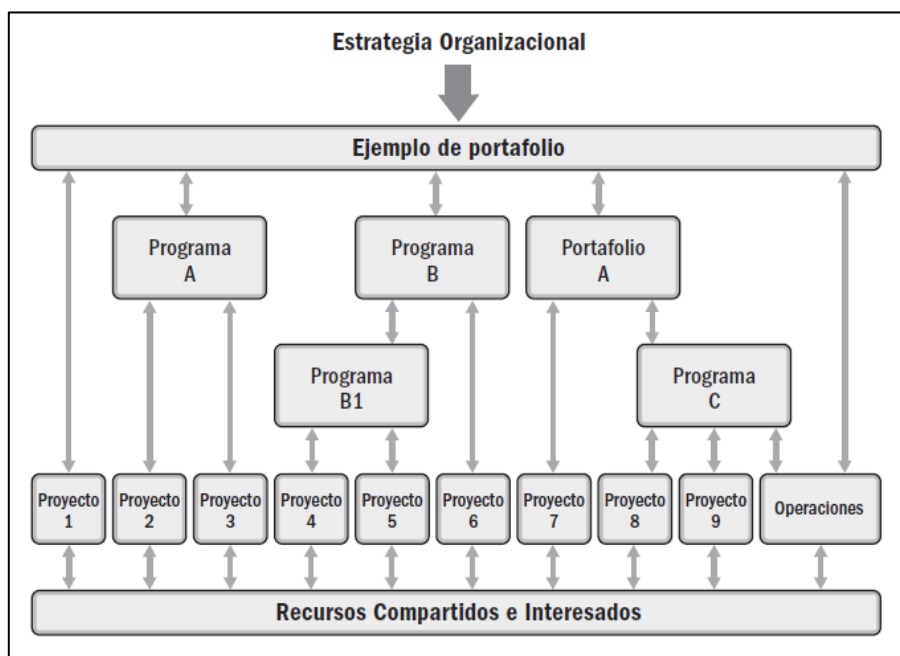 Estrategia Organizacional
Ejemplo de portafolio
Programa
A
Programa
B
Portafolio
A
Programa
B1
Programa
C
Proyecto
1
Proyecto
2
Proyecto
3
Proyecto
4
Proyecto
5
Proyecto
6
Proyecto
7
Proyecto
8
Proyecto
9
Operaciones
Recursos Compartidos e Interesados